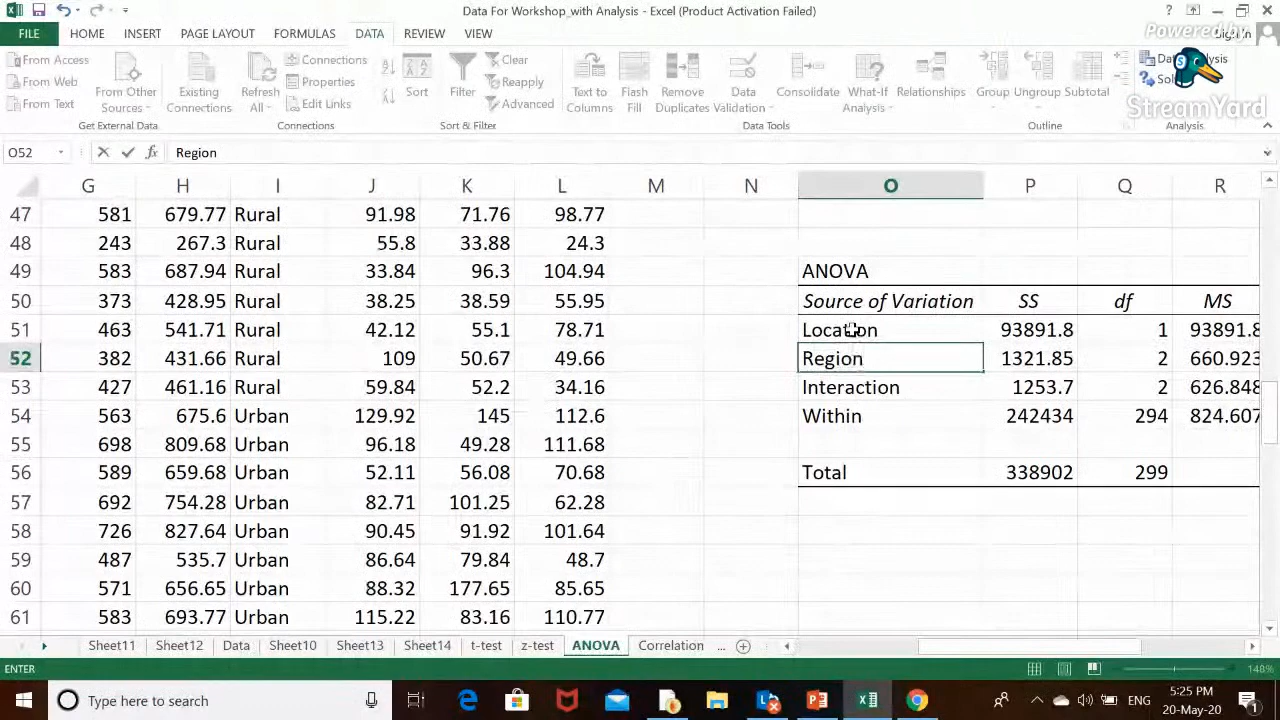 Data For Workshop_with Analysis - Excel (Product Activation Failed)
FILE HOME INSERT PAGE LAYOUT FORMULAS DATA REVIEW VIEW
Powered by
StreamYard
From Access
From Web
From Text
From Other Sources
Existing Connections
Refresh All
Connections
Properties
Edit Links
Sort
Filter
Clear
Reapply
Advanced
Text to Columns
Flash Fill
Remove Duplicates
Data Validation
Consolidate
What-If Analysis
Relationships
Group
Ungroup
Subtotal
Get External Data Connections Sort & Filter Data Tools Outline Analysis
O52 fx Region
G H I J K L M N O P Q R
47 581 679.77 Rural 91.98 71.76 98.77
48 243 267.3 Rural 55.8 33.88 24.3
49 583 687.94 Rural 33.84 96.3 104.94 ANOVA
50 373 428.95 Rural 38.25 38.59 55.95 Source of Variation SS df MS
51 463 541.71 Rural 42.12 55.1 78.71 Location 93891.8 1 93891.8
52 382 431.66 Rural 109 50.67 49.66 Region 1321.85 2 660.923
53 427 461.16 Rural 59.84 52.2 34.16 Interaction 1253.7 2 626.848
54 563 675.6 Urban 129.92 145 112.6 Within 242434 294 824.607
55 698 809.68 Urban 96.18 49.28 111.68
56 589 659.68 Urban 52.11 56.08 70.68 Total 338902 299
57 692 754.28 Urban 82.71 101.25 62.28
58 726 827.64 Urban 90.45 91.92 101.64
59 487 535.7 Urban 86.64 79.84 48.7
60 571 656.65 Urban 88.32 177.65 85.65
61 583 693.77 Urban 115.22 83.16 110.77
Sheet11 Sheet12 Data Sheet10 Sheet13 Sheet14 t-test z-test ANOVA Correlation ...
ENTER 148%
Type here to search
ENG
5:25 PM
20-May-20
1